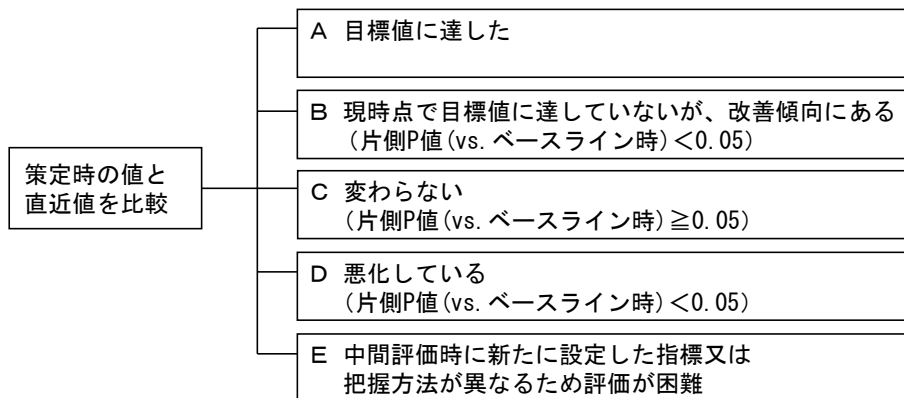 策定時の値と
直近値を比較
A 目標値に達した
B 現時点で目標値に達していないが、改善傾向にある
(片側P値(vs. ベースライン時)<0.05)
C 変わらない
(片側P値(vs. ベースライン時)≧0.05)
D 悪化している
(片側P値(vs. ベースライン時)<0.05)
E 中間評価時に新たに設定した指標又は
把握方法が異なるため評価が困難